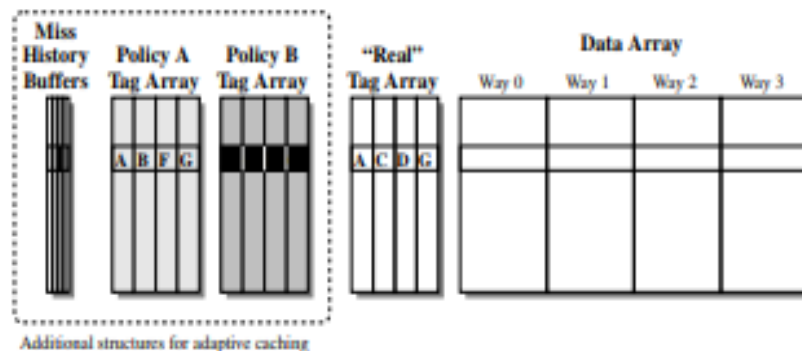 Miss
History
Buffers
Policy A
Tag Array
Policy B
Tag Array
“Real”
Tag Array
Data Array
Way 0
Way 1
Way 2
Way 3
A B F G
A C D G
Additional structures for adaptive caching